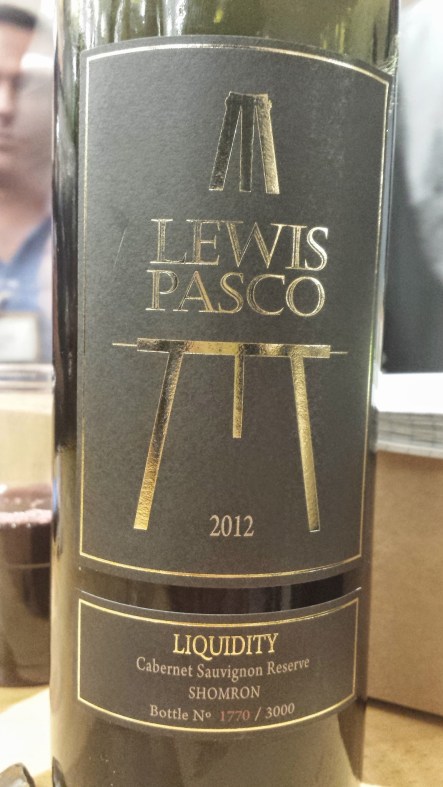 LEWIS
PASCO
2012
LIQUIDITY
Cabernet Sauvignon Reserve
SHOMRON
Bottle Nº 1770 / 3000